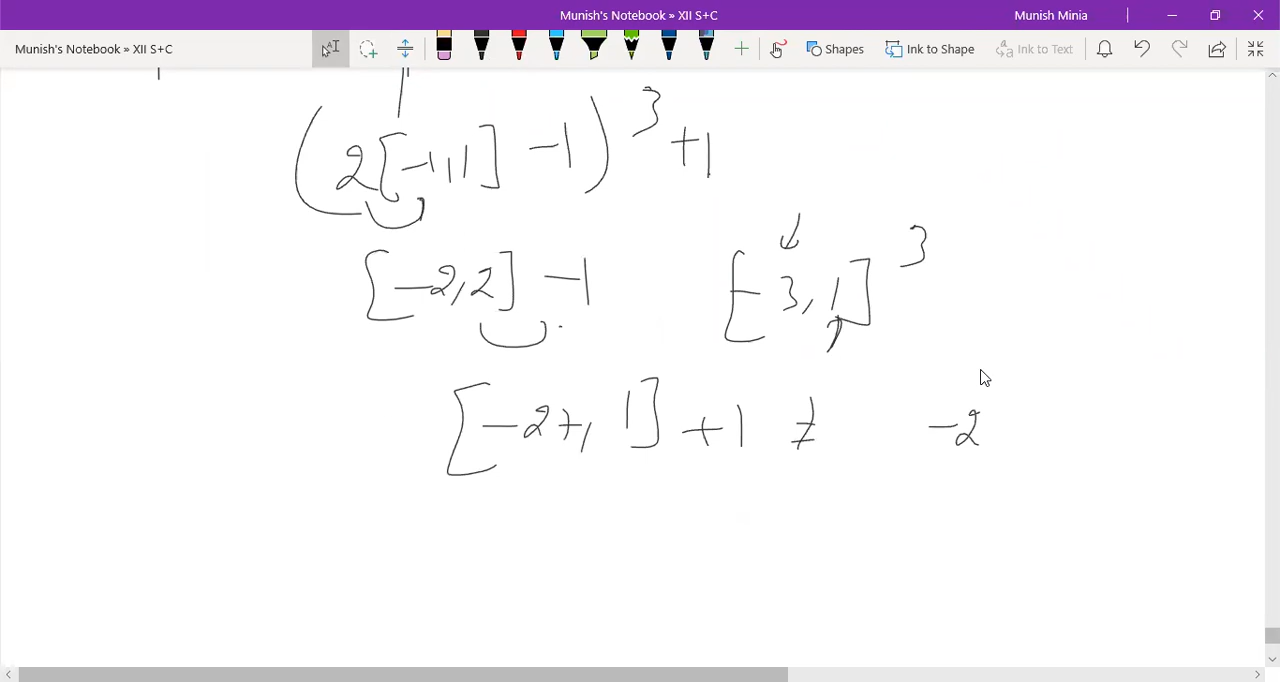 Munish's Notebook » XII S+C
Munish Minia
Munish's Notebook » XII S+C
Shapes
Ink to Shape
Ink to Text
(2[-1,1] -1)³ +1
[-2,2] -1
[-3,1]³
[-27,1] +1
-2